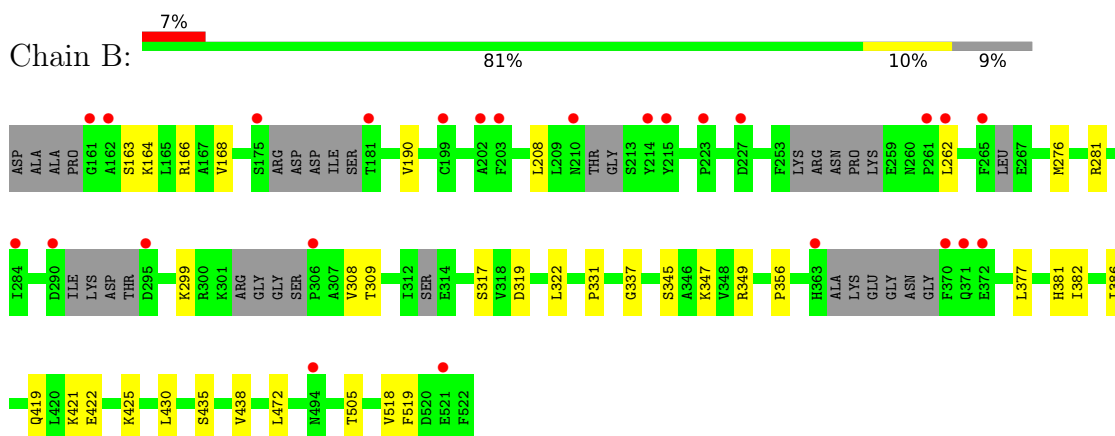 7%
Chain B:
81% 10% 9%
ASP ALA ALA PRO G161 A162 S163 K164 L165 R166 A167 V168 S175 ARG ASP ASP ILE SER T181 V190 C199 A202 F203 L208 L209 N210 THR GLY S213 Y214 Y215 P223 D227 F253 LYS ARG ASN PRO LYS E259 N260 P261 L262 F265 LEU E267 M276 R281
I284 D290 ILE LYS ASP THR D295 K299 R300 K301 ARG GLY GLY SER P306 A307 V308 T309 I312 SER E314 S317 V318 D319 L322 P331 G337 S345 A346 K347 V348 R349 P356 H363 ALA LYS GLU GLY ASN GLY F370 Q371 E372 L377 H381 I382
Q419 L420 K421 E422 K425 L430 S435 V438 L472 N494 T505 V518 F519 D520 E521 F522